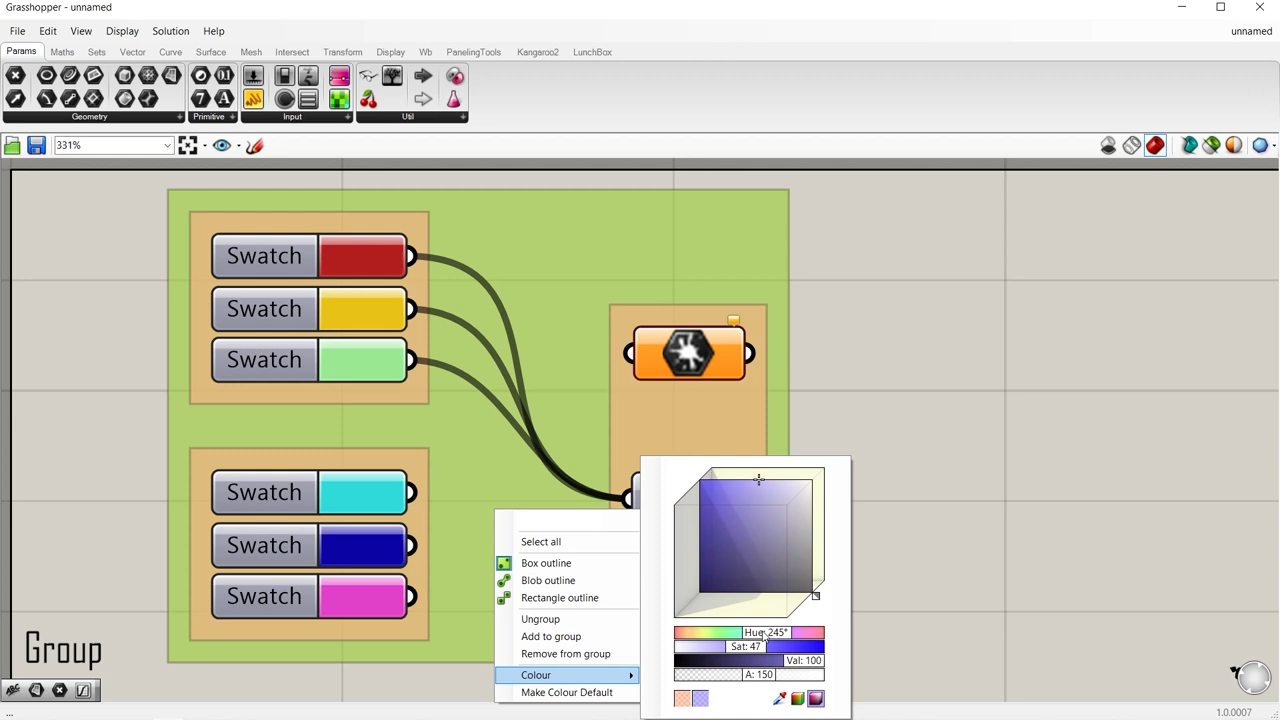 Grasshopper - unnamed
File Edit View Display Solution Help
unnamed
Params Maths Sets Vector Curve Surface Mesh Intersect Transform Display Wb PanelingTools Kangaroo2 LunchBox
Geometry + Primitive + Input + Util +
331%
Swatch
Swatch
Swatch
Swatch
Swatch
Swatch
Select all
Box outline
Blob outline
Rectangle outline
Ungroup
Add to group
Remove from group
Colour
Make Colour Default
Hue: 245°
Sat: 47
Val: 100
A: 150
Group
...
1.0.0007